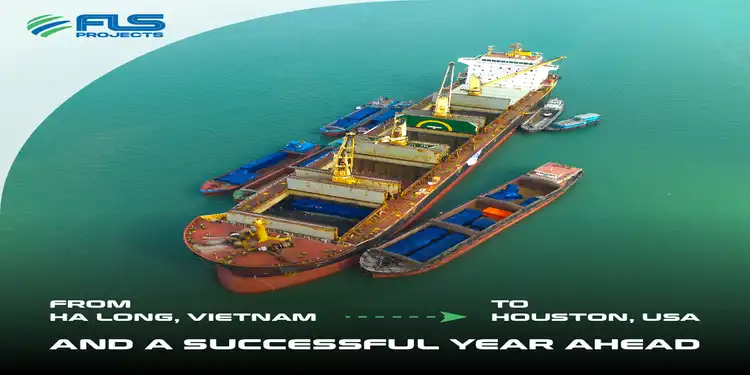 FLS
PROJECTS
FROM
HA LONG, VIETNAM
TO
HOUSTON, USA
AND A SUCCESSFUL YEAR AHEAD